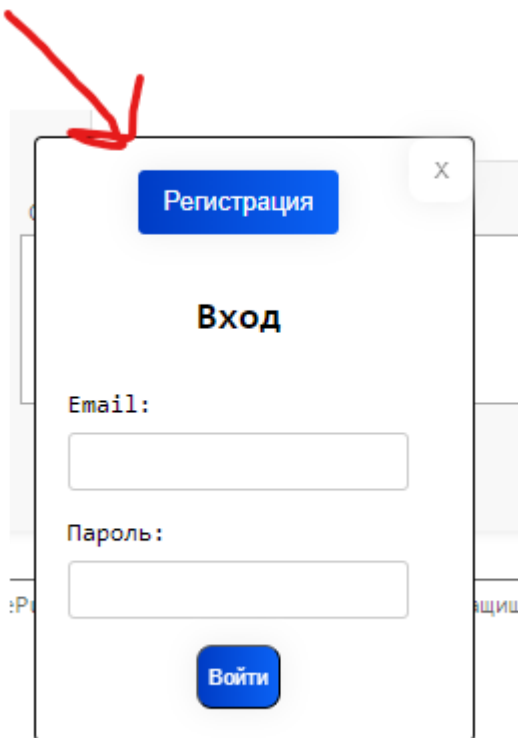 Регистрация
x
Вход
Email:
Пароль:
Войти